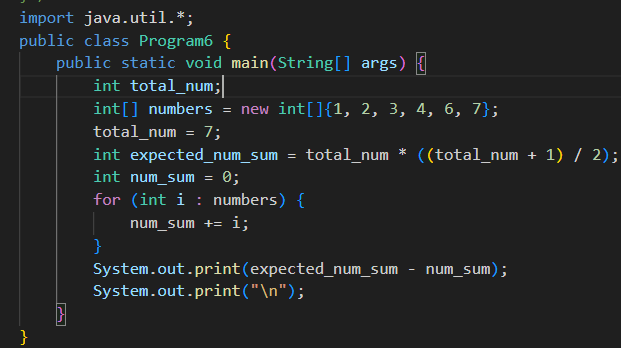 import java.util.*;
public class Program6 {
    public static void main(String[] args) {
        int total_num;
        int[] numbers = new int[]{1, 2, 3, 4, 6, 7};
        total_num = 7;
        int expected_num_sum = total_num * ((total_num + 1) / 2);
        int num_sum = 0;
        for (int i : numbers) {
            num_sum += i;
        }
        System.out.print(expected_num_sum - num_sum);
        System.out.print("\n");
    }
}